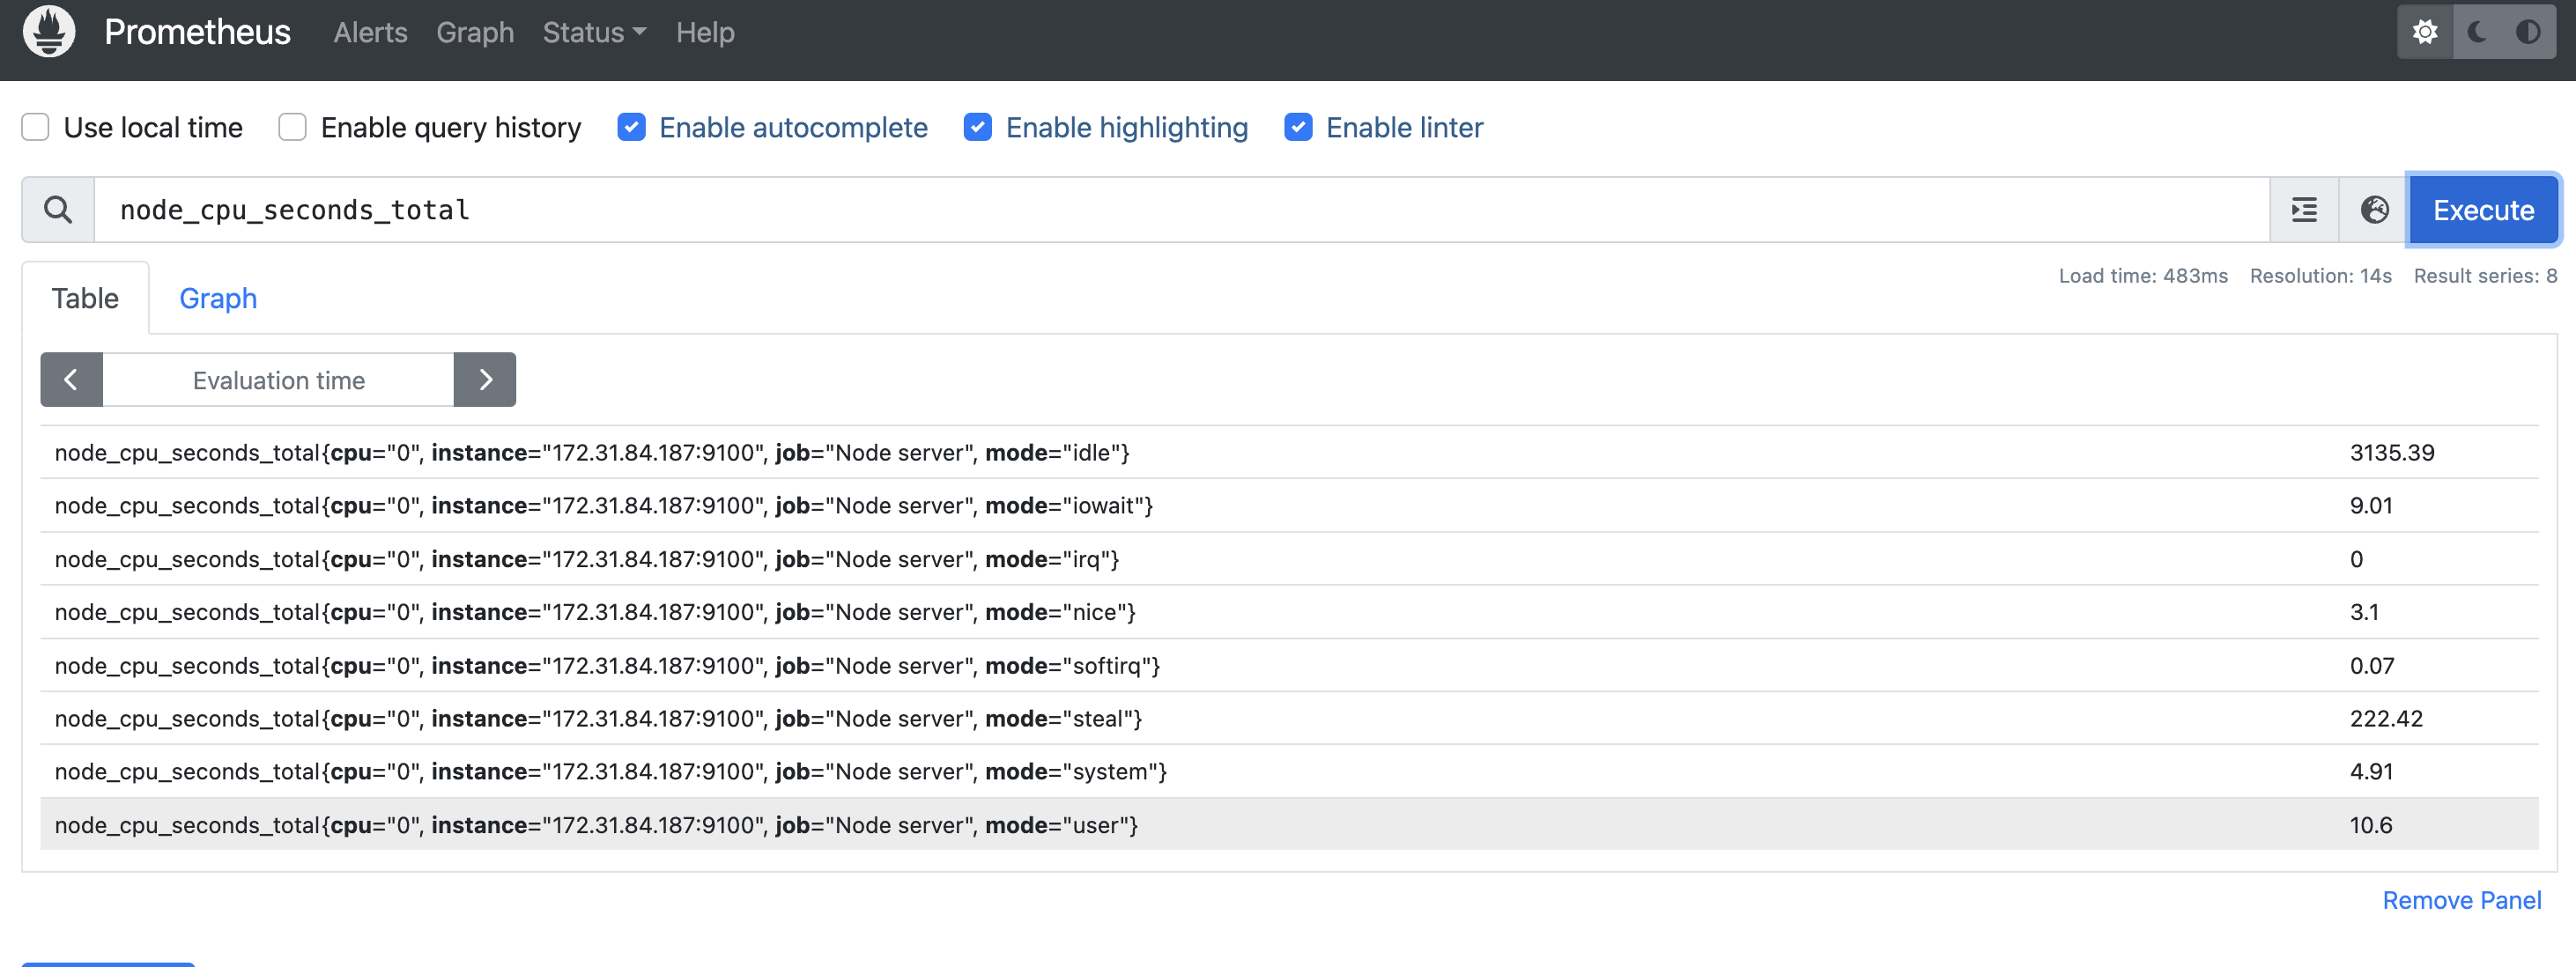 Prometheus Alerts Graph Status Help
Use local time Enable query history Enable autocomplete Enable highlighting Enable linter
node_cpu_seconds_total Execute
Load time: 483ms Resolution: 14s Result series: 8
Table Graph
Evaluation time
node_cpu_seconds_total{cpu="0", instance="172.31.84.187:9100", job="Node server", mode="idle"} 3135.39
node_cpu_seconds_total{cpu="0", instance="172.31.84.187:9100", job="Node server", mode="iowait"} 9.01
node_cpu_seconds_total{cpu="0", instance="172.31.84.187:9100", job="Node server", mode="irq"} 0
node_cpu_seconds_total{cpu="0", instance="172.31.84.187:9100", job="Node server", mode="nice"} 3.1
node_cpu_seconds_total{cpu="0", instance="172.31.84.187:9100", job="Node server", mode="softirq"} 0.07
node_cpu_seconds_total{cpu="0", instance="172.31.84.187:9100", job="Node server", mode="steal"} 222.42
node_cpu_seconds_total{cpu="0", instance="172.31.84.187:9100", job="Node server", mode="system"} 4.91
node_cpu_seconds_total{cpu="0", instance="172.31.84.187:9100", job="Node server", mode="user"} 10.6
Remove Panel